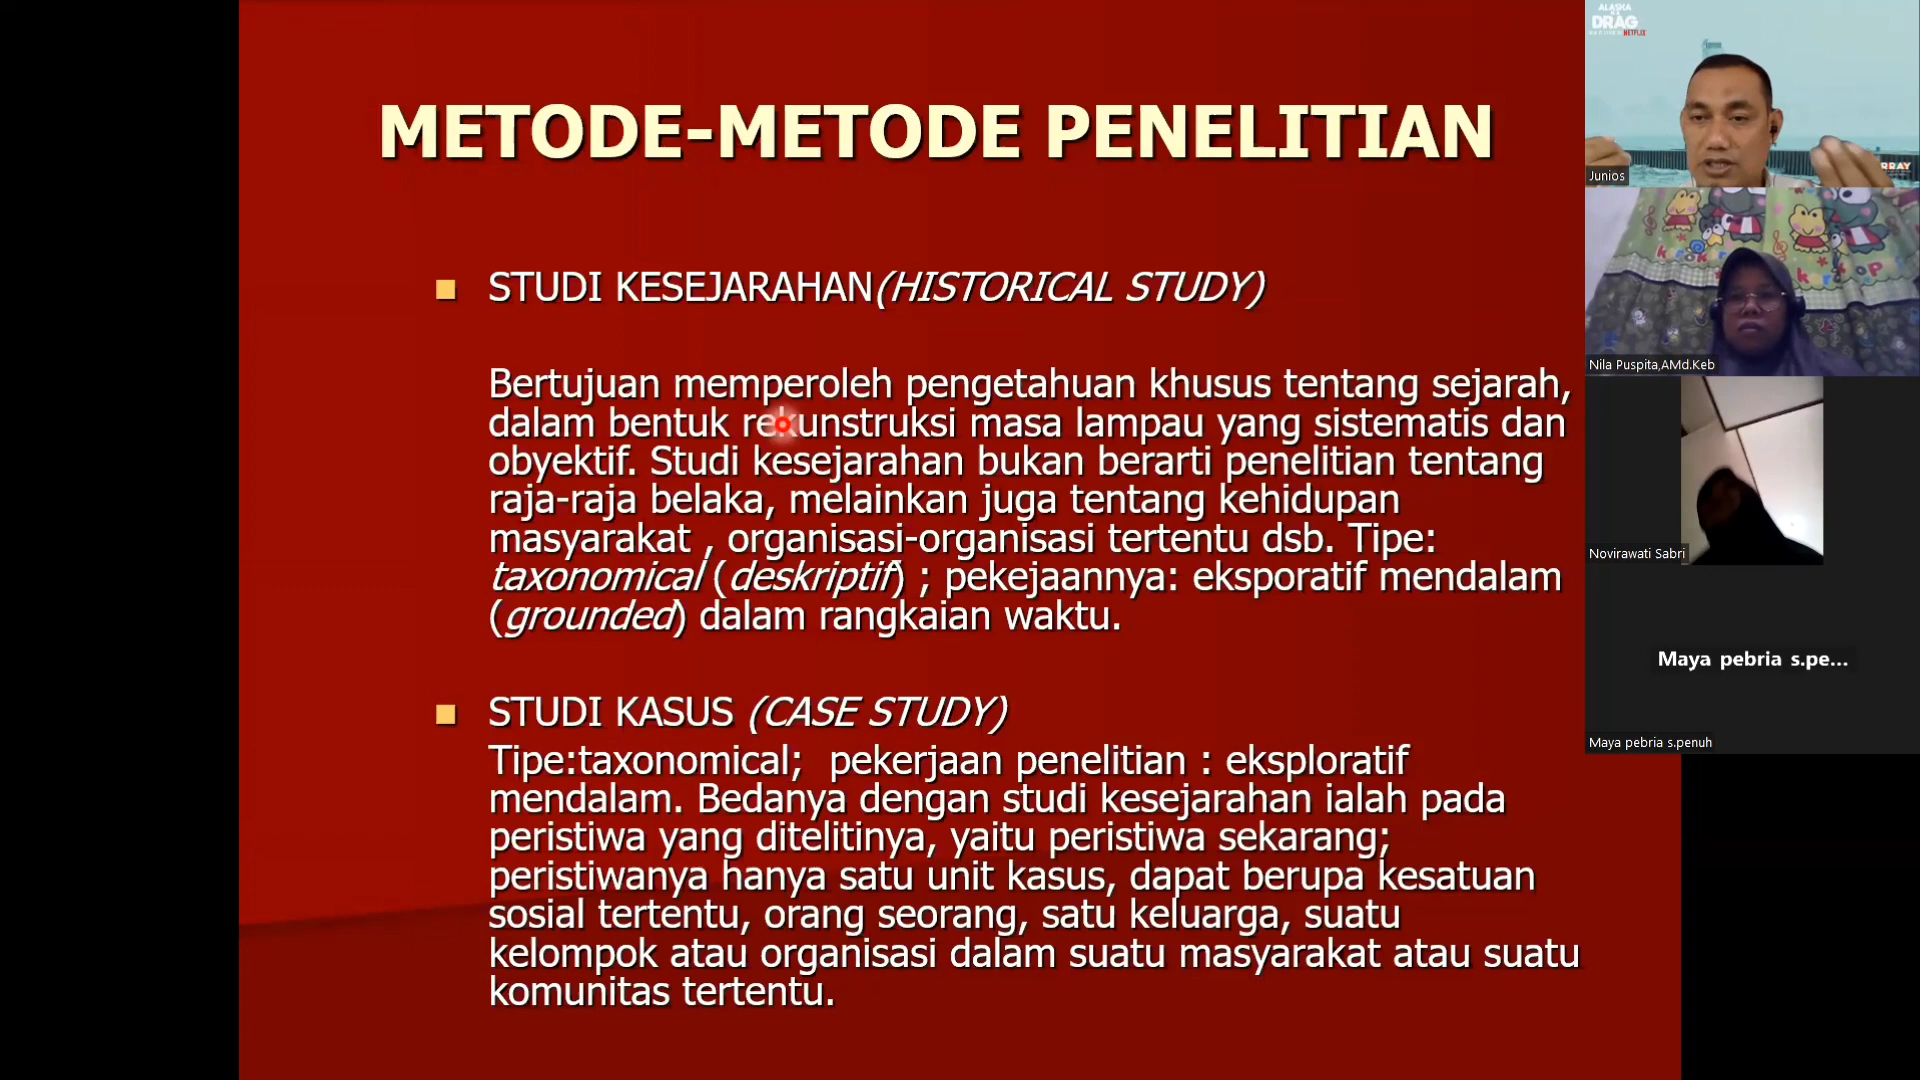 METODE-METODE PENELITIAN
STUDI KESEJARAHAN(HISTORICAL STUDY)
Bertujuan memperoleh pengetahuan khusus tentang sejarah,
dalam bentuk rekunstruksi masa lampau yang sistematis dan
obyektif. Studi kesejarahan bukan berarti penelitian tentang
raja-raja belaka, melainkan juga tentang kehidupan
masyarakat , organisasi-organisasi tertentu dsb. Tipe:
taxonomical (deskriptif) ; pekejaannya: eksporatif mendalam
(grounded) dalam rangkaian waktu.
STUDI KASUS (CASE STUDY)
Tipe:taxonomical;  pekerjaan penelitian : eksploratif
mendalam. Bedanya dengan studi kesejarahan ialah pada
peristiwa yang ditelitinya, yaitu peristiwa sekarang;
peristiwanya hanya satu unit kasus, dapat berupa kesatuan
sosial tertentu, orang seorang, satu keluarga, suatu
kelompok atau organisasi dalam suatu masyarakat atau suatu
komunitas tertentu.
ALASKA
DRAG
NETFLIX
RRAY
Junios
Nila Puspita,AMd.Keb
Novirawati Sabri
Maya pebria s.pe...
Maya pebria s.penuh